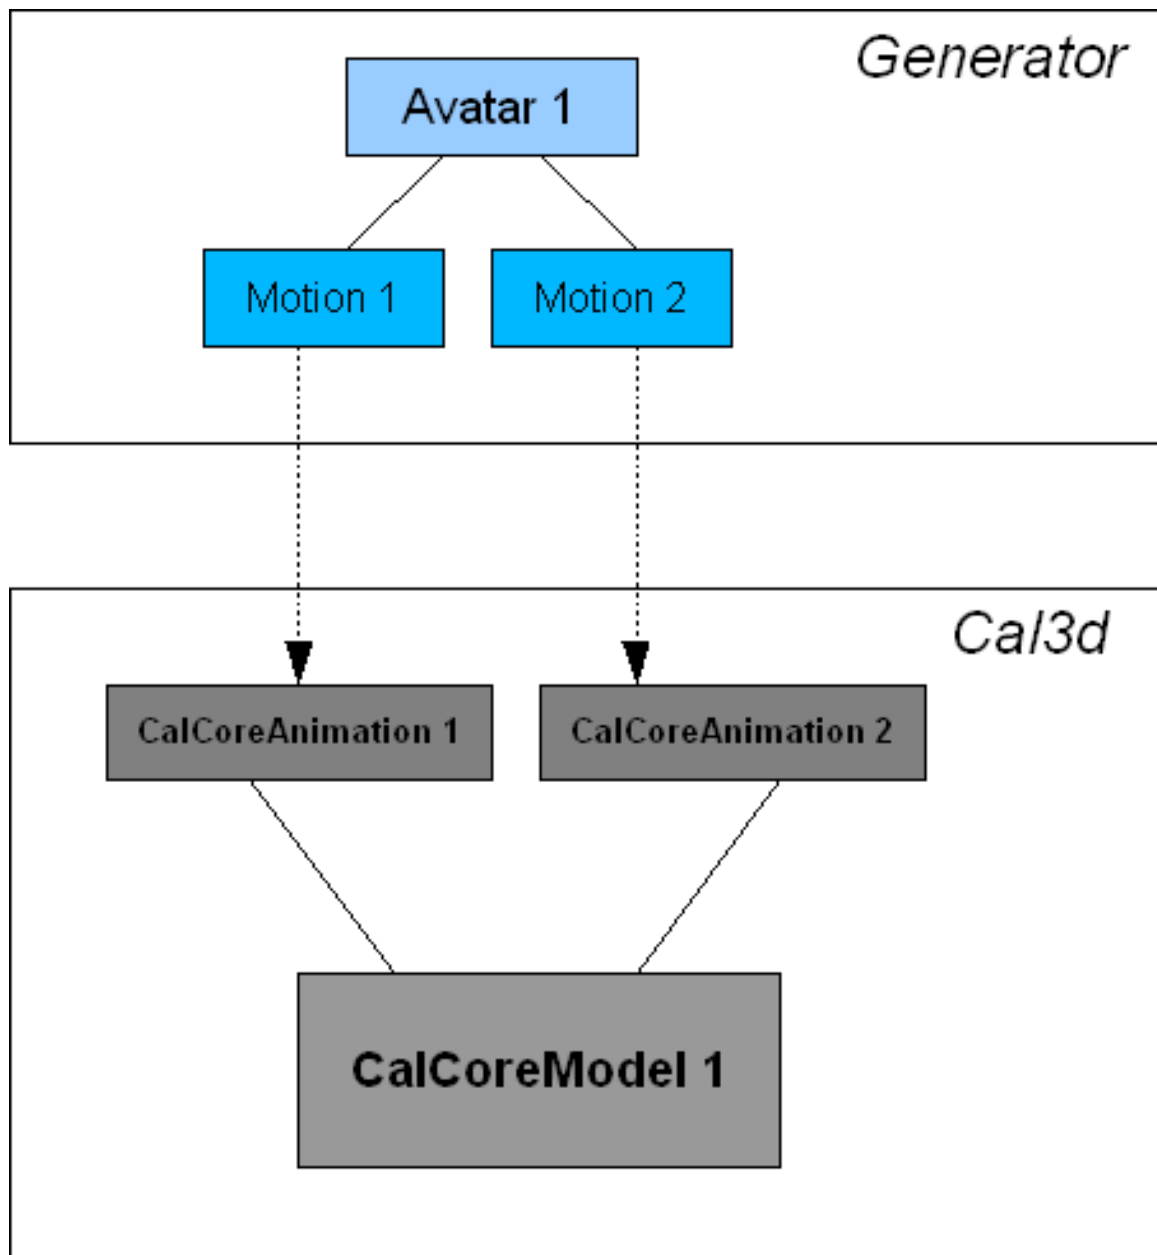 Generator
Avatar 1
Motion 1
Motion 2
Cal3d
CalCoreAnimation 1
CalCoreAnimation 2
CalCoreModel 1